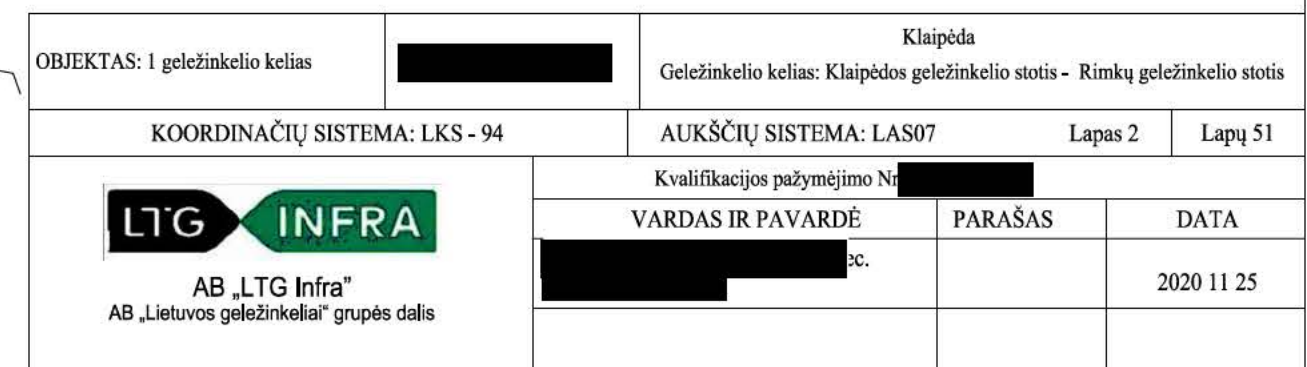 OBJEKTAS: 1 geležinkelio kelias
Klaipėda
Geležinkelio kelias: Klaipėdos geležinkelio stotis - Rimkų geležinkelio stotis
KOORDINAČIŲ SISTEMA: LKS - 94
AUKŠČIŲ SISTEMA: LAS07
Lapas 2
Lapų 51
LTG INFRA
AB „LTG Infra”
AB „Lietuvos geležinkeliai“ grupės dalis
Kvalifikacijos pažymėjimo Nr
VARDAS IR PAVARDĖ
PARAŠAS
DATA
ec.
2020 11 25